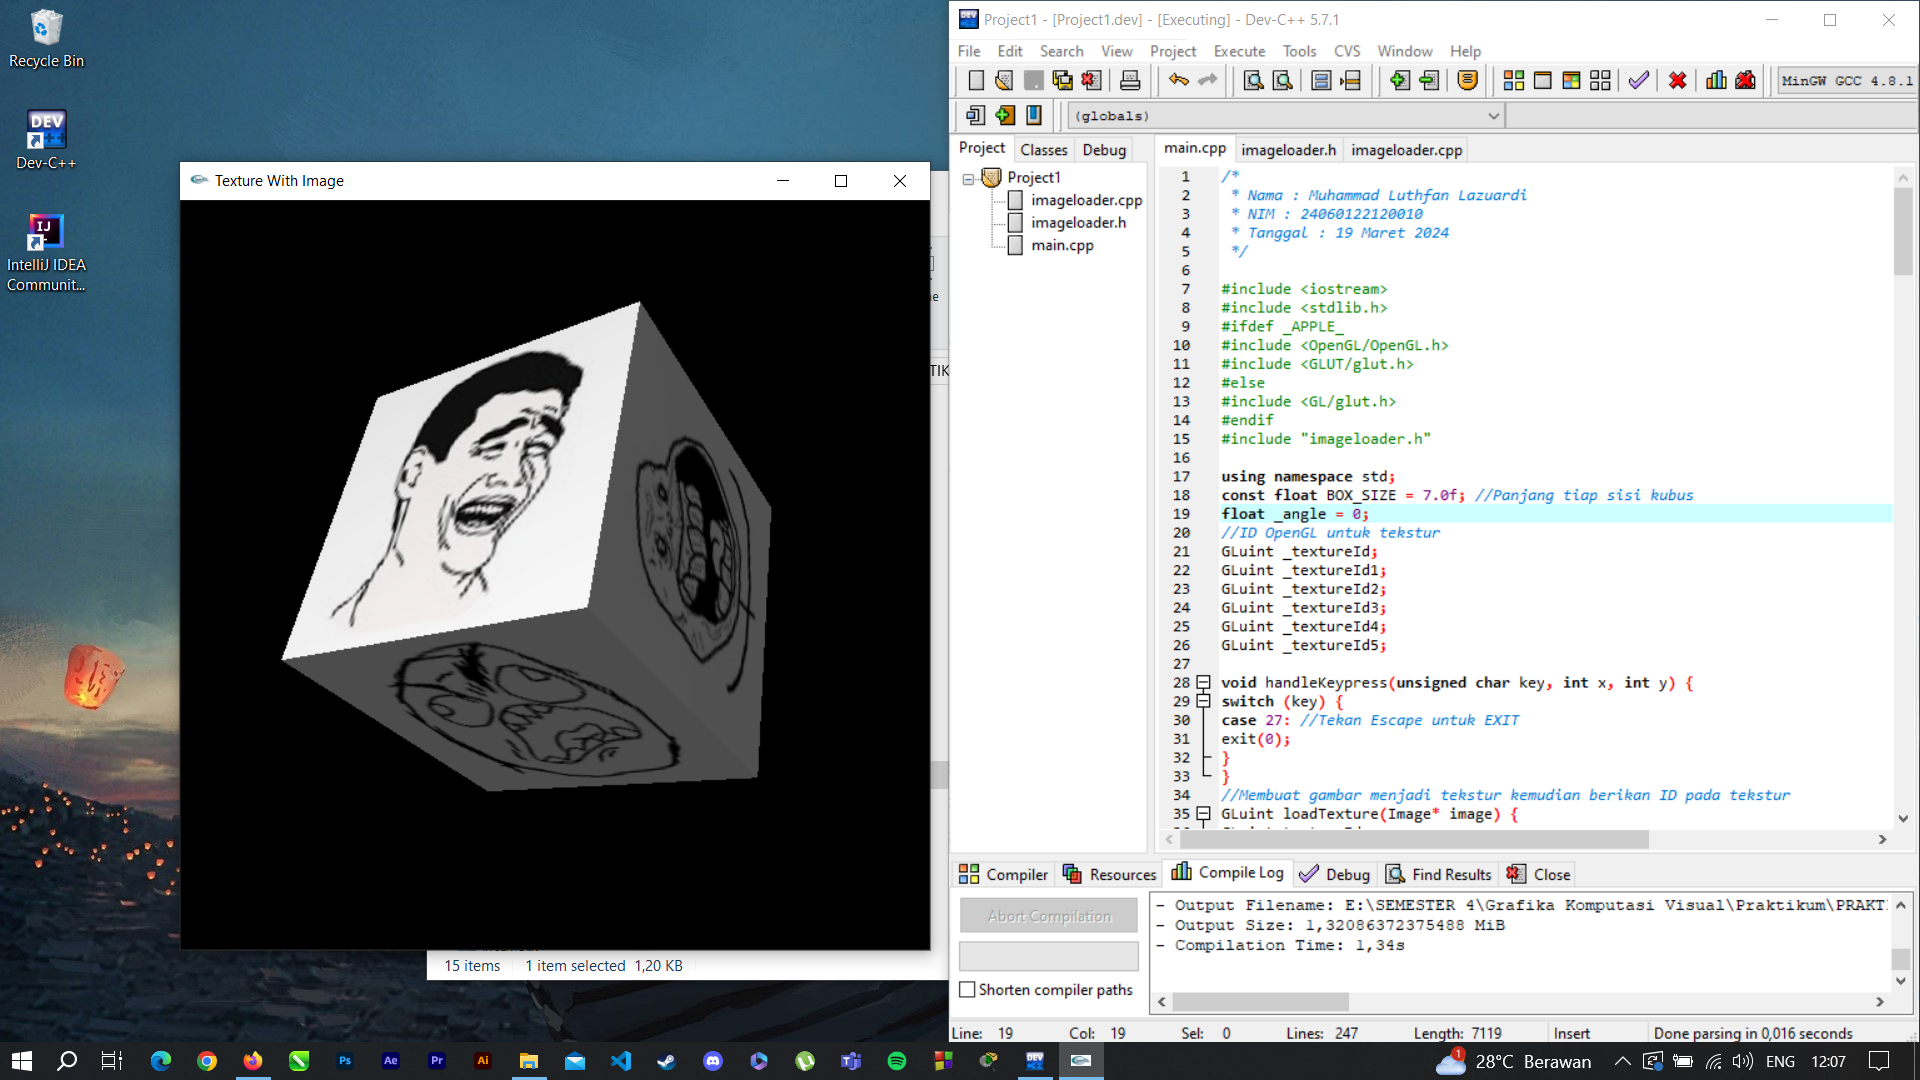 Recycle Bin
DEV
Dev-C++
IJ
IntelliJ IDEA
Communit...
Texture With Image
TIK
15 items
1 item selected 1,20 KB
Project1 - [Project1.dev] - [Executing] - Dev-C++ 5.7.1
File Edit Search View Project Execute Tools CVS Window Help
MinGW GCC 4.8.1
(globals)
Project Classes Debug
main.cpp imageloader.h imageloader.cpp
Project1
imageloader.cpp
imageloader.h
main.cpp
1 /*
2 * Nama : Muhammad Luthfan Lazuardi
3 * NIM : 24060122120010
4 * Tanggal : 19 Maret 2024
5 */
6
7 #include <iostream>
8 #include <stdlib.h>
9 #ifdef _APPLE_
10 #include <OpenGL/OpenGL.h>
11 #include <GLUT/glut.h>
12 #else
13 #include <GL/glut.h>
14 #endif
15 #include "imageloader.h"
16
17 using namespace std;
18 const float BOX_SIZE = 7.0f; //Panjang tiap sisi kubus
19 float _angle = 0;
20 //ID OpenGL untuk tekstur
21 GLuint _textureId;
22 GLuint _textureId1;
23 GLuint _textureId2;
24 GLuint _textureId3;
25 GLuint _textureId4;
26 GLuint _textureId5;
27
28 void handleKeypress(unsigned char key, int x, int y) {
29 switch (key) {
30 case 27: //Tekan Escape untuk EXIT
31 exit(0);
32 }
33 }
34 //Membuat gambar menjadi tekstur kemudian berikan ID pada tekstur
35 GLuint loadTexture(Image* image) {
Compiler Resources Compile Log Debug Find Results Close
Abort Compilation
Shorten compiler paths
- Output Filename: E:\SEMESTER 4\Grafika Komputasi Visual\Praktikum\PRAKT
- Output Size: 1,32086372375488 MiB
- Compilation Time: 1,34s
Line: 19 Col: 19 Sel: 0 Lines: 247 Length: 7119 Insert Done parsing in 0,016 seconds
Ps Ae Pr Ai DEV
1 28°C Berawan ENG 12:07